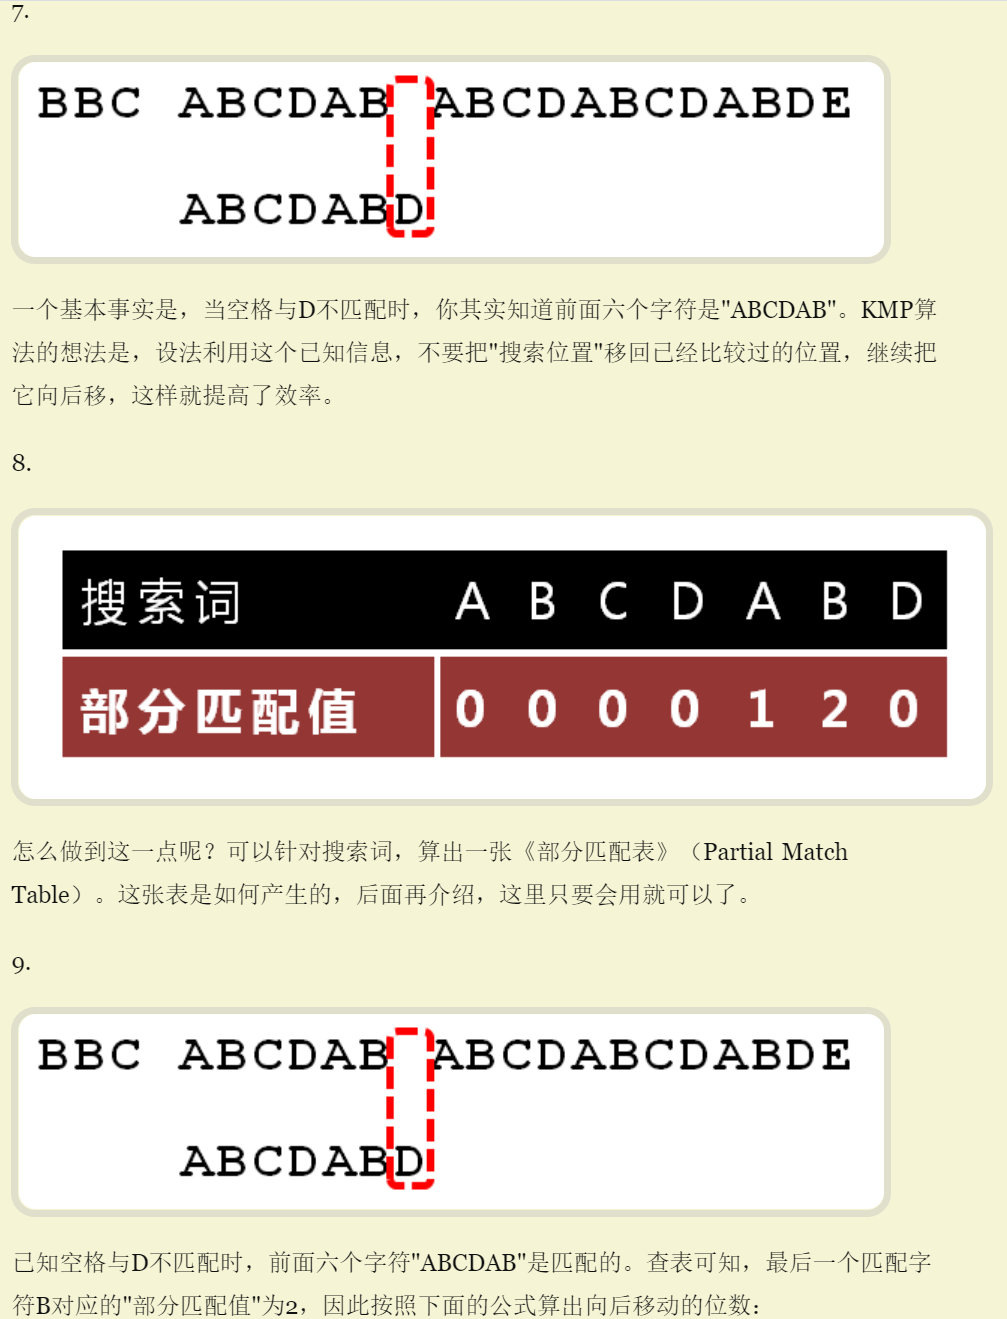 7.
BBC ABCDAB ABCDABCDABDE
ABCDABD
一个基本事实是，当空格与D不匹配时，你其实知道前面六个字符是"ABCDAB"。KMP算
法的想法是，设法利用这个已知信息，不要把"搜索位置"移回已经比较过的位置，继续把
它向后移，这样就提高了效率。
8.
搜索词 A B C D A B D
部分匹配值 0 0 0 0 1 2 0
怎么做到这一点呢？可以针对搜索词，算出一张《部分匹配表》（Partial Match
Table）。这张表是如何产生的，后面再介绍，这里只要会用就可以了。
9.
BBC ABCDAB ABCDABCDABDE
ABCDABD
已知空格与D不匹配时，前面六个字符"ABCDAB"是匹配的。查表可知，最后一个匹配字
符B对应的"部分匹配值"为2，因此按照下面的公式算出向后移动的位数：